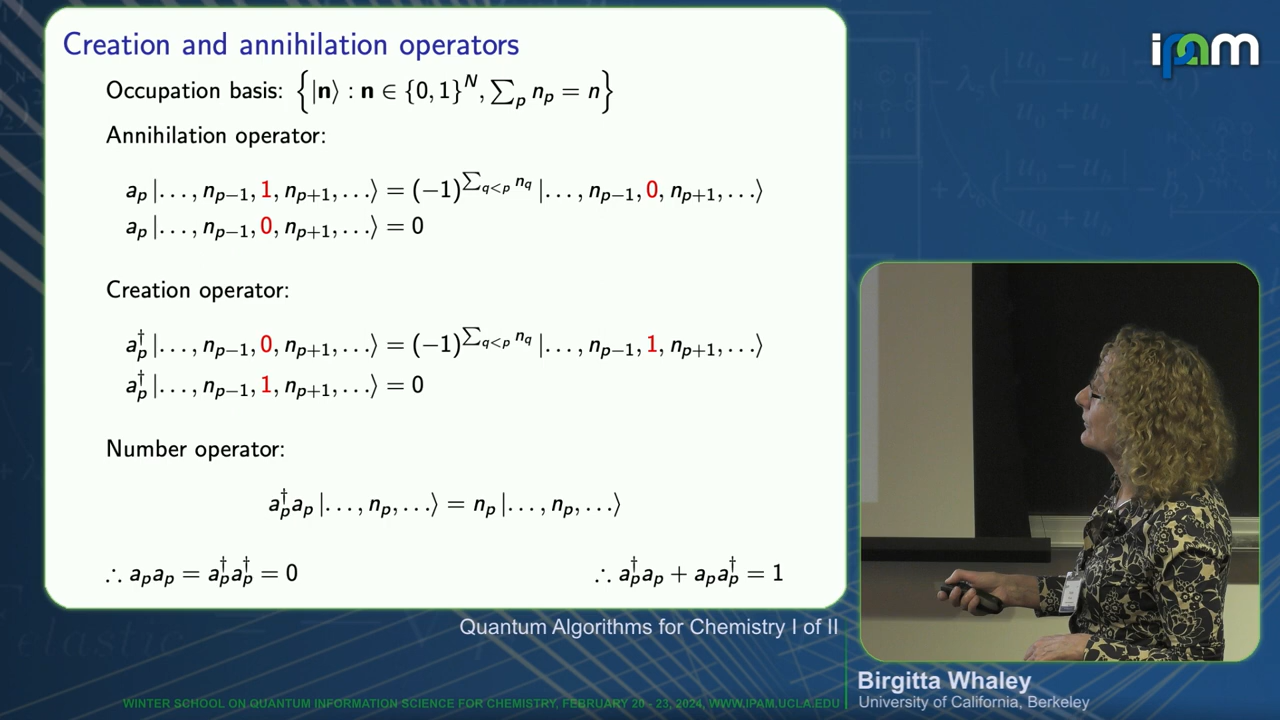 Creation and annihilation operators
Occupation basis: {|n⟩ : n ∈ {0, 1}^N, ∑_p n_p = n}
Annihilation operator:
a_p |. . . , n_{p−1}, 1, n_{p+1}, . . .⟩ = (−1)^{∑_{q<p} n_q} |. . . , n_{p−1}, 0, n_{p+1}, . . .⟩
a_p |. . . , n_{p−1}, 0, n_{p+1}, . . .⟩ = 0
Creation operator:
a_p^† |. . . , n_{p−1}, 0, n_{p+1}, . . .⟩ = (−1)^{∑_{q<p} n_q} |. . . , n_{p−1}, 1, n_{p+1}, . . .⟩
a_p^† |. . . , n_{p−1}, 1, n_{p+1}, . . .⟩ = 0
Number operator:
a_p^† a_p |. . . , n_p, . . .⟩ = n_p |. . . , n_p, . . .⟩
∴ a_p a_p = a_p^† a_p^† = 0
∴ a_p^† a_p + a_p a_p^† = 1
ipam
Quantum Algorithms for Chemistry I of II
Birgitta Whaley
University of California, Berkeley
WINTER SCHOOL ON QUANTUM INFORMATION SCIENCE FOR CHEMISTRY, FEBRUARY 20 - 23, 2024, WWW.IPAM.UCLA.EDU
elastic